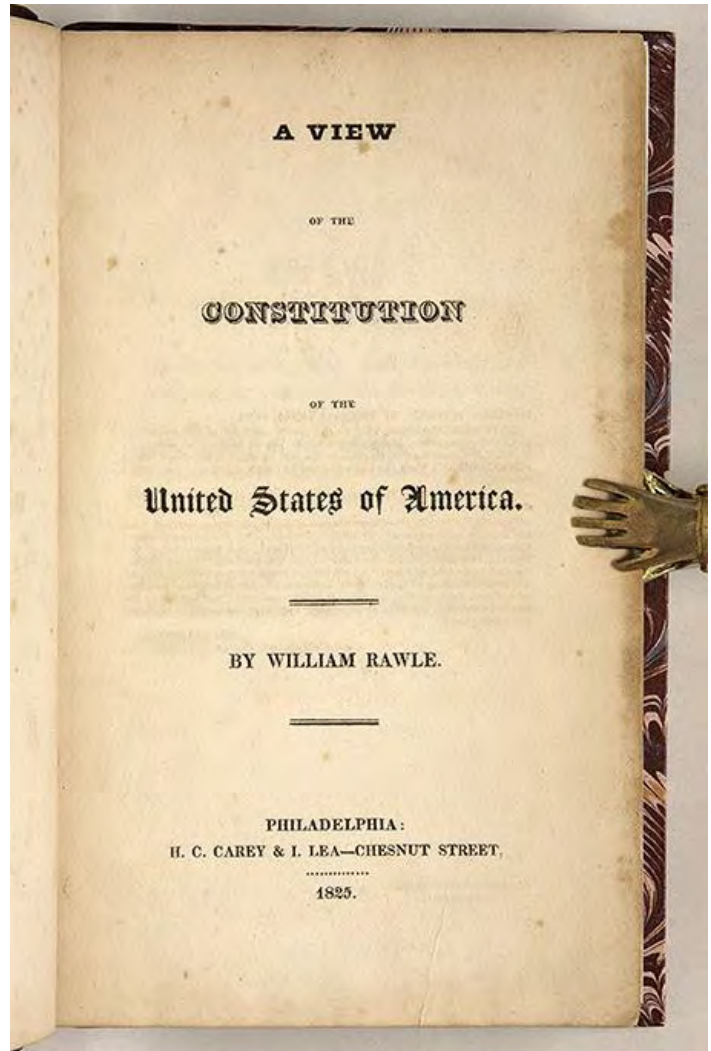 A VIEW
OF THE
CONSTITUTION
OF THE
United States of America.
BY WILLIAM RAWLE.
PHILADELPHIA:
H. C. CAREY & I. LEA—CHESNUT STREET,
1825.